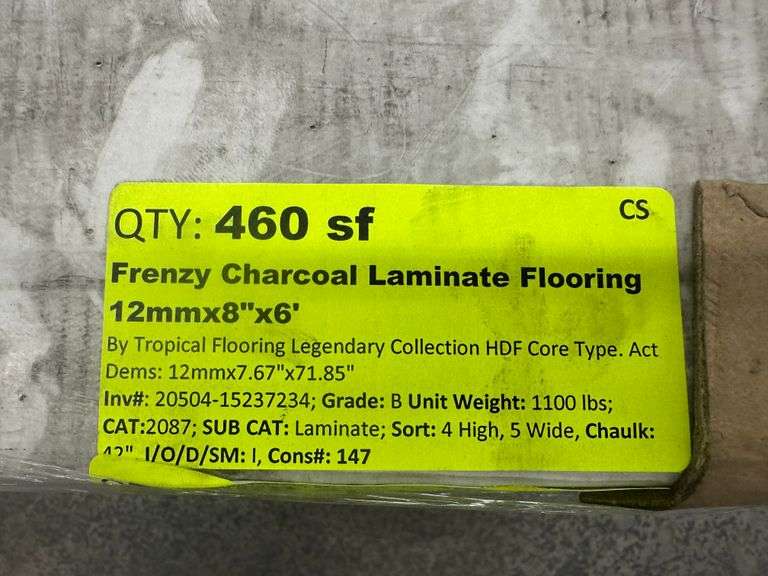 CS
QTY: 460 sf
Frenzy Charcoal Laminate Flooring
12mmx8"x6'
By Tropical Flooring Legendary Collection HDF Core Type. Act
Dems: 12mmx7.67"x71.85"
Inv#: 20504-15237234; Grade: B Unit Weight: 1100 lbs;
CAT:2087; SUB CAT: Laminate; Sort: 4 High, 5 Wide, Chaulk:
42", I/O/D/SM: I, Cons#: 147